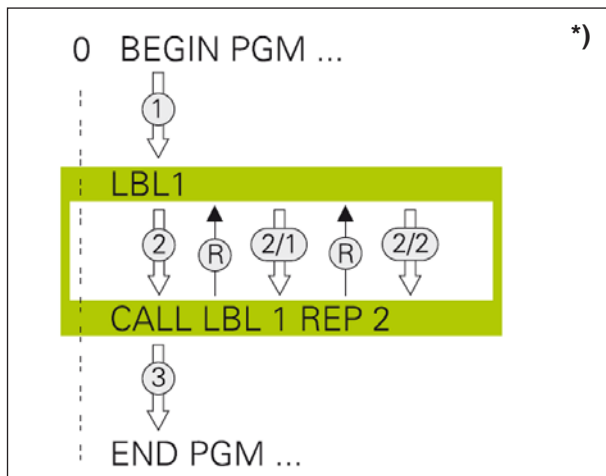 *)
0 BEGIN PGM ...
1
LBL1
2 R 2/1 R 2/2
CALL LBL 1 REP 2
3
END PGM ...